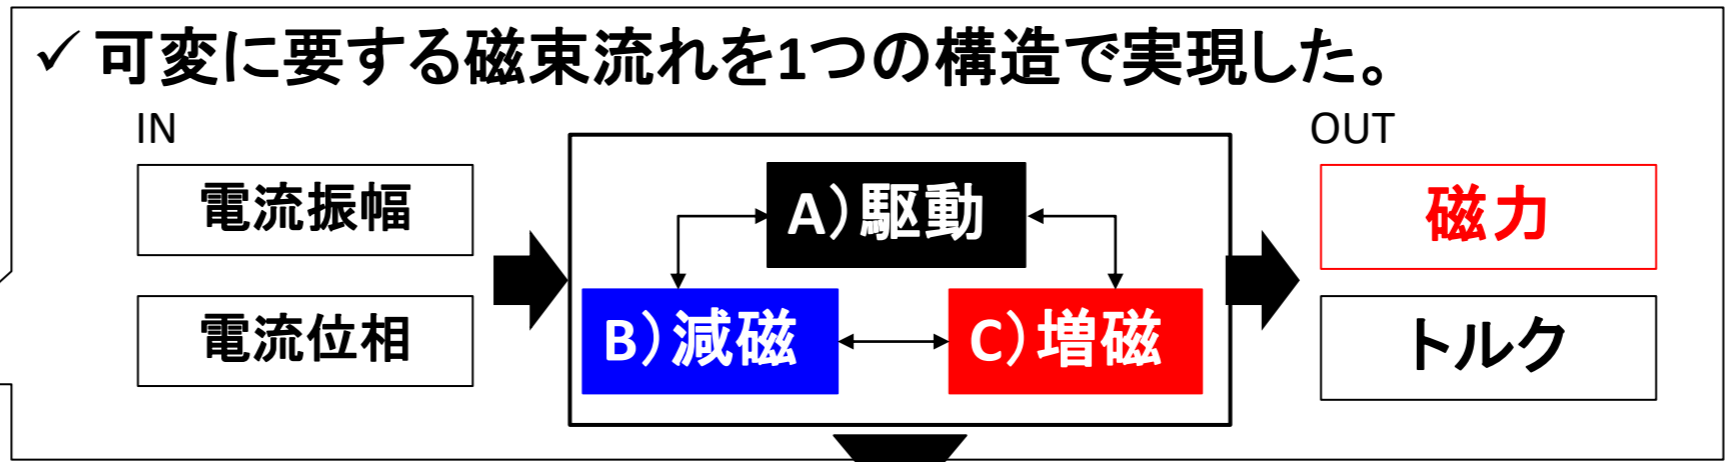 ✓ 可変に要する磁束流れを1つの構造で実現した。
IN
電流振幅
電流位相
A）駆動
B）減磁
C）増磁
OUT
磁力
トルク